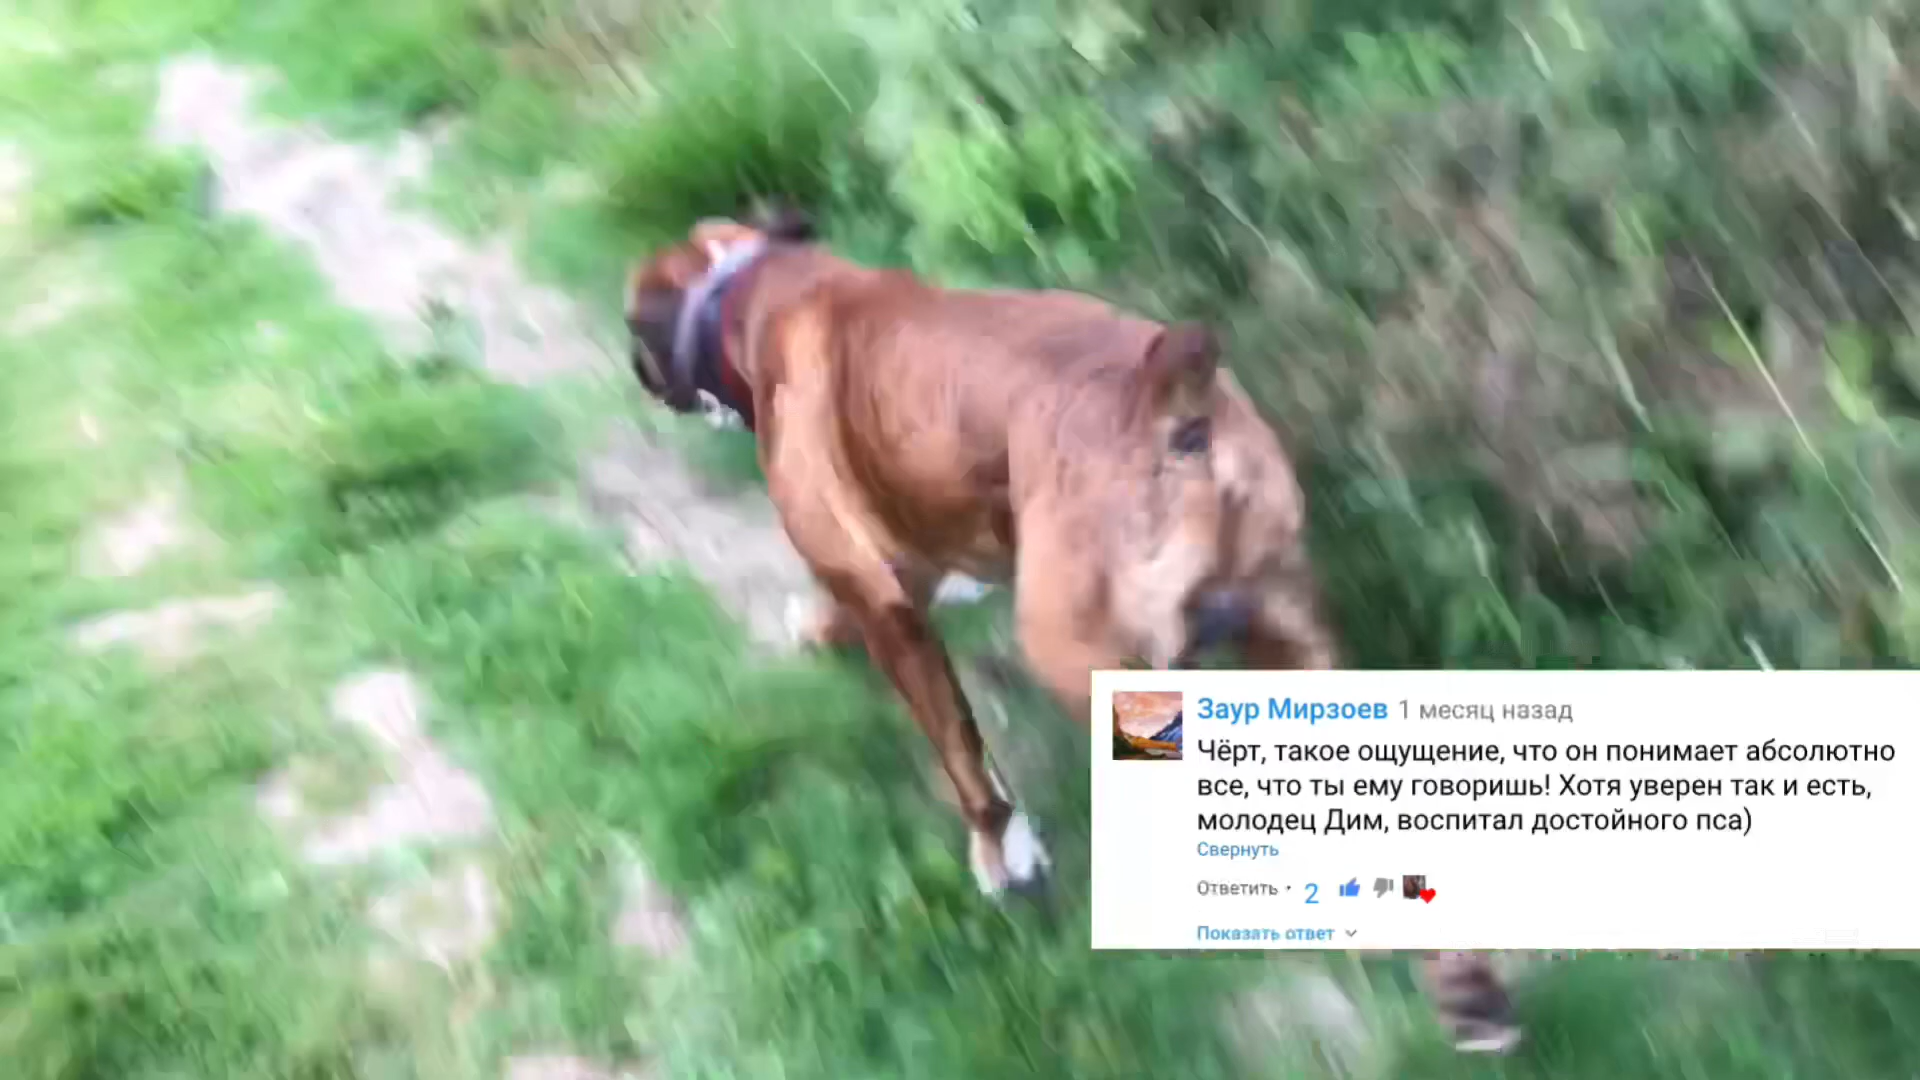 Заур Мирзоев 1 месяц назад
Чёрт, такое ощущение, что он понимает абсолютно
все, что ты ему говоришь! Хотя уверен так и есть,
молодец Дим, воспитал достойного пса)
Свернуть
Ответить · 2
Показать ответ